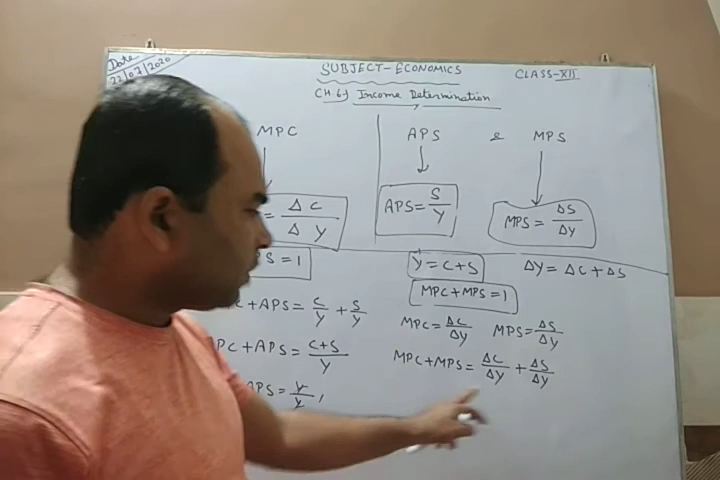 Date
22/07/2020
SUBJECT-ECONOMICS
CLASS-XII
CH.6 Income Determination
MPC
APS & MPS
= ΔC/ΔY
APS = S/Y
MPS = ΔS/ΔY
PS = 1
Y = C+S
ΔY = ΔC + ΔS
MPC+MPS = 1
C + APS = C/Y + S/Y
MPC = ΔC/ΔY
MPS = ΔS/ΔY
PC + APS = C+S/Y
MPC+MPS = ΔC/ΔY + ΔS/ΔY
APS = Y/Y